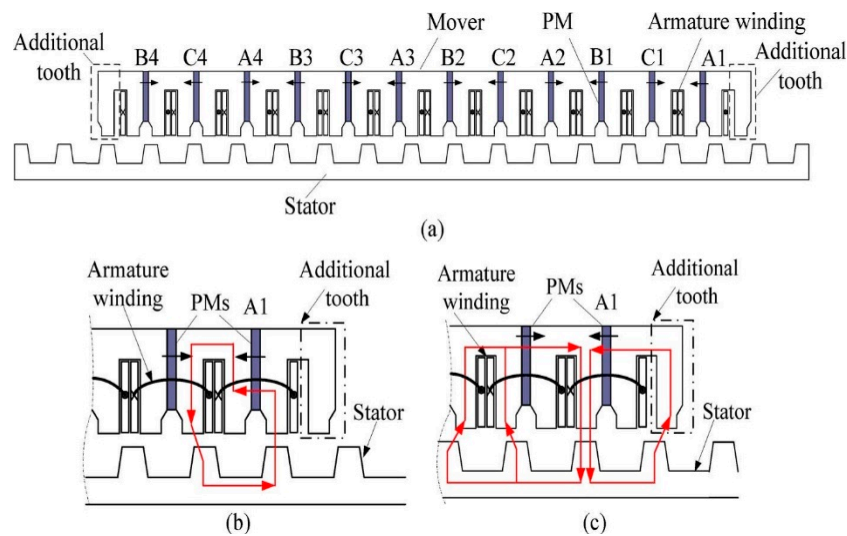 Additional
tooth
Mover
PM
Armature winding
Additional
tooth
B4 C4 A4 B3 C3 A3 B2 C2 A2 B1 C1 A1
Stator
(a)
Armature
winding
PMs
A1
Additional
tooth
Stator
(b)
Armature
winding
PMs
A1
Additional
tooth
Stator
(c)